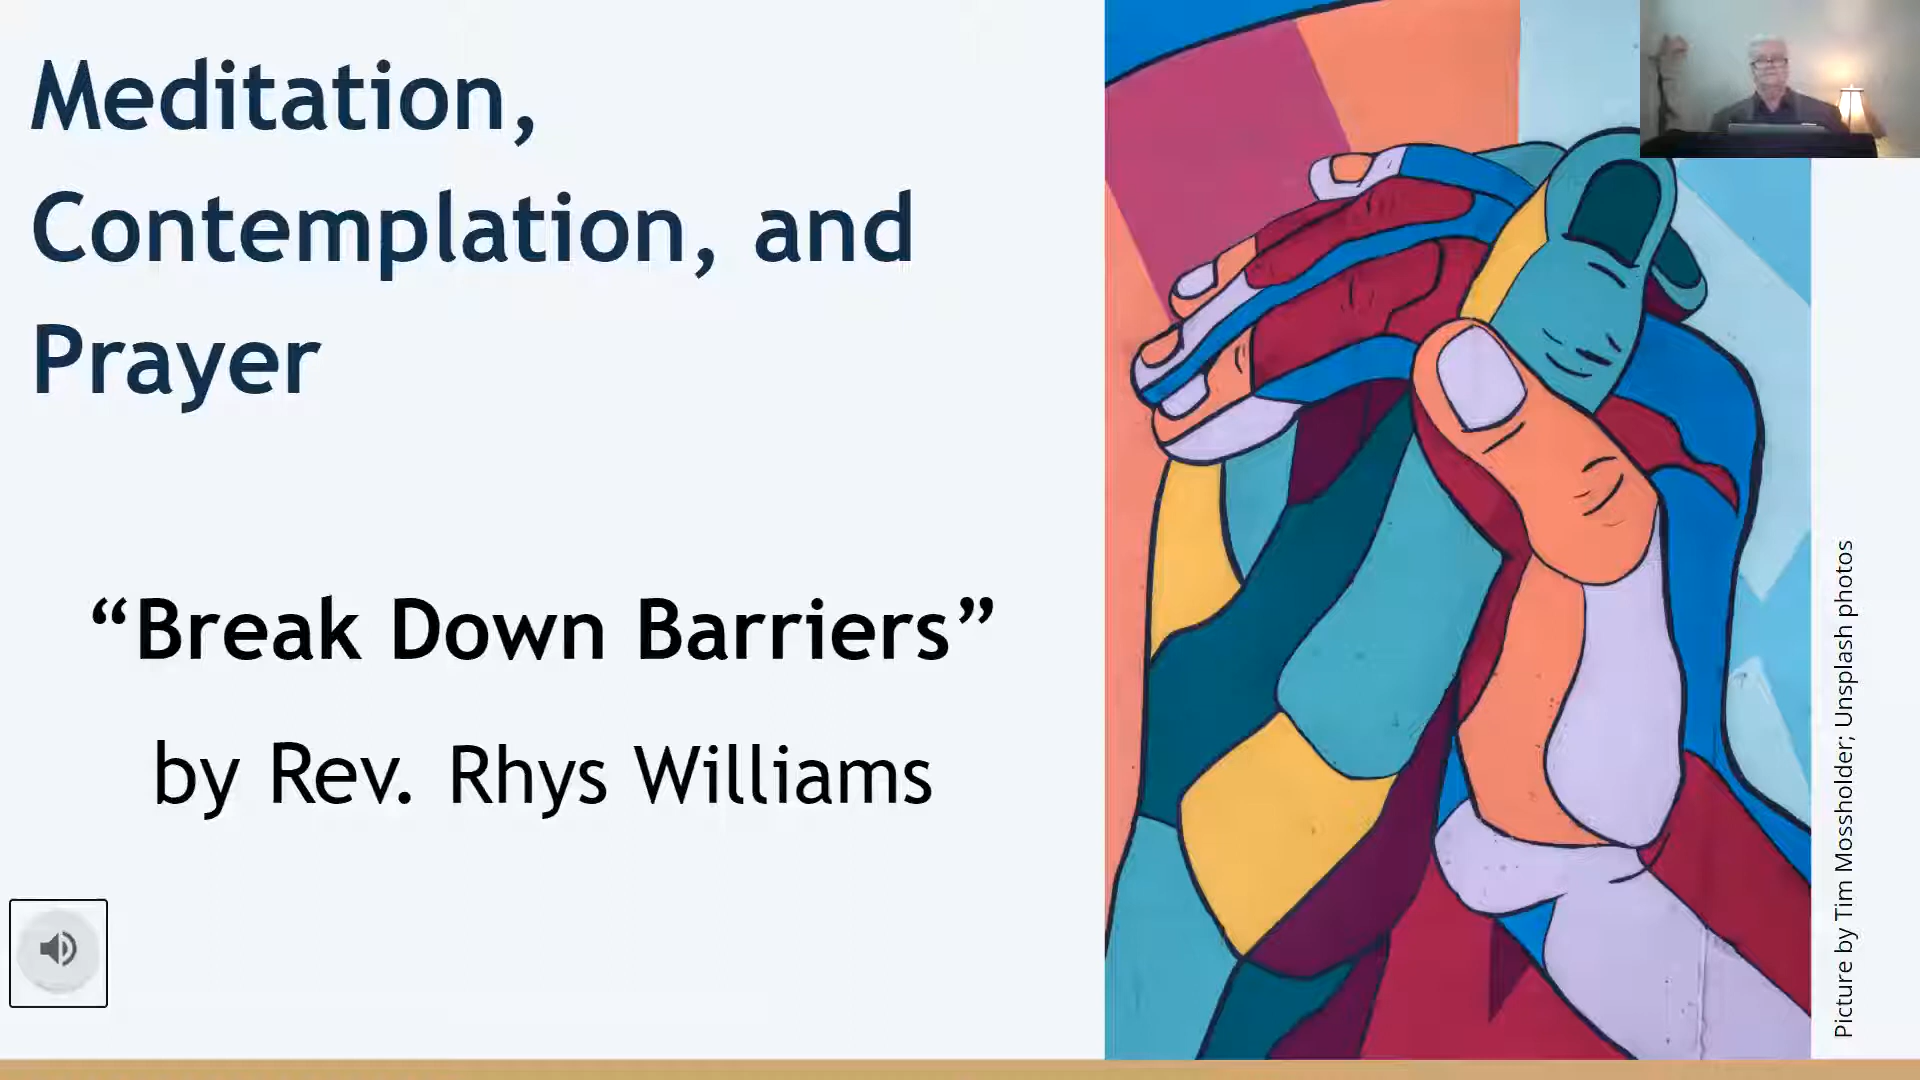 Meditation,
Contemplation, and
Prayer
“Break Down Barriers”
by Rev. Rhys Williams
Picture by Tim Mossholder; Unsplash photos